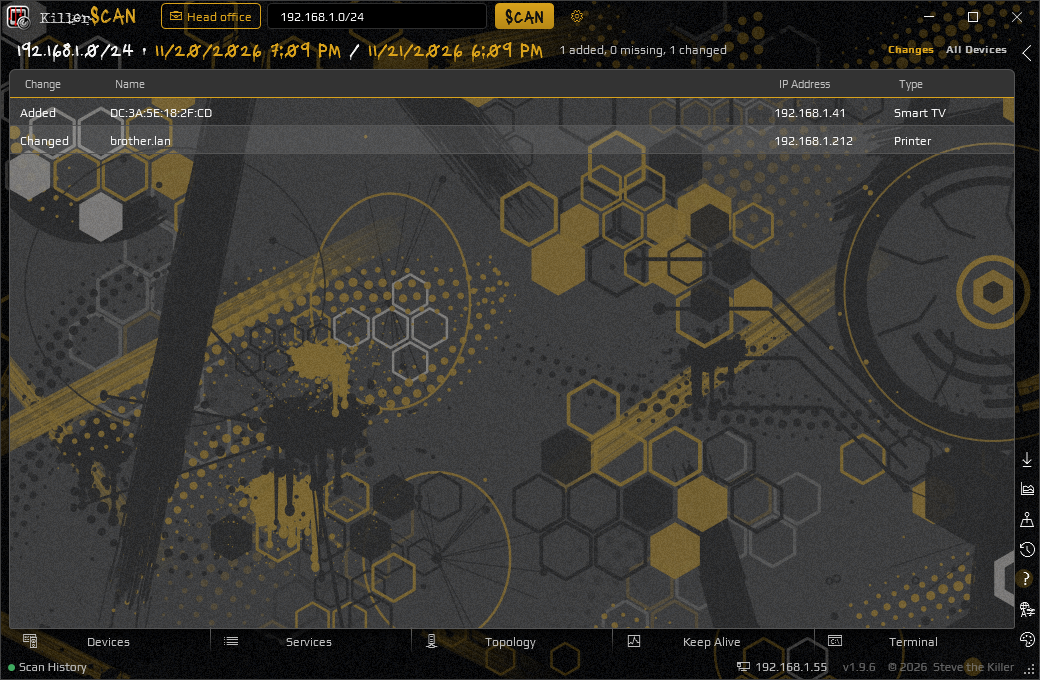 KillerSCAN Head office 192.168.1.0/24 SCAN
192.168.1.0/24 · 11/20/2026 7:09 PM / 11/21/2026 6:09 PM 1 added, 0 missing, 1 changed Changes All Devices
Change Name IP Address Type
Added DC:3A:5E:18:2F:CD 192.168.1.41 Smart TV
Changed brother.lan 192.168.1.212 Printer
Devices Services Topology Keep Alive Terminal
Scan History 192.168.1.55 v1.9.6 © 2026 Steve the Killer